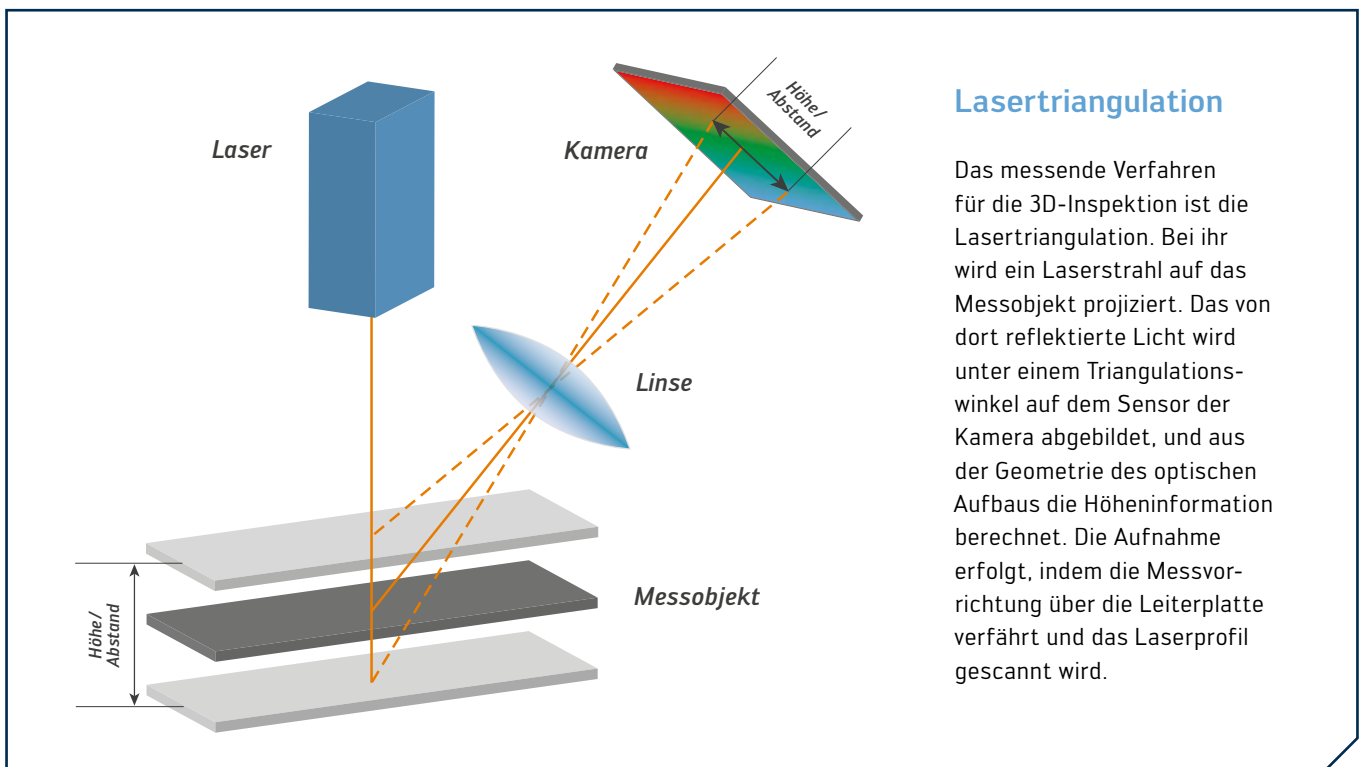 Laser
Kamera
Höhe/
Abstand
Linse
Messobjekt
Höhe/
Abstand
Lasertriangulation
Das messende Verfahren
für die 3D-Inspektion ist die
Lasertriangulation. Bei ihr
wird ein Laserstrahl auf das
Messobjekt projiziert. Das von
dort reflektierte Licht wird
unter einem Triangulations-
winkel auf dem Sensor der
Kamera abgebildet, und aus
der Geometrie des optischen
Aufbaus die Höheninformation
berechnet. Die Aufnahme
erfolgt, indem die Messvor-
richtung über die Leiterplatte
verfährt und das Laserprofil
gescannt wird.